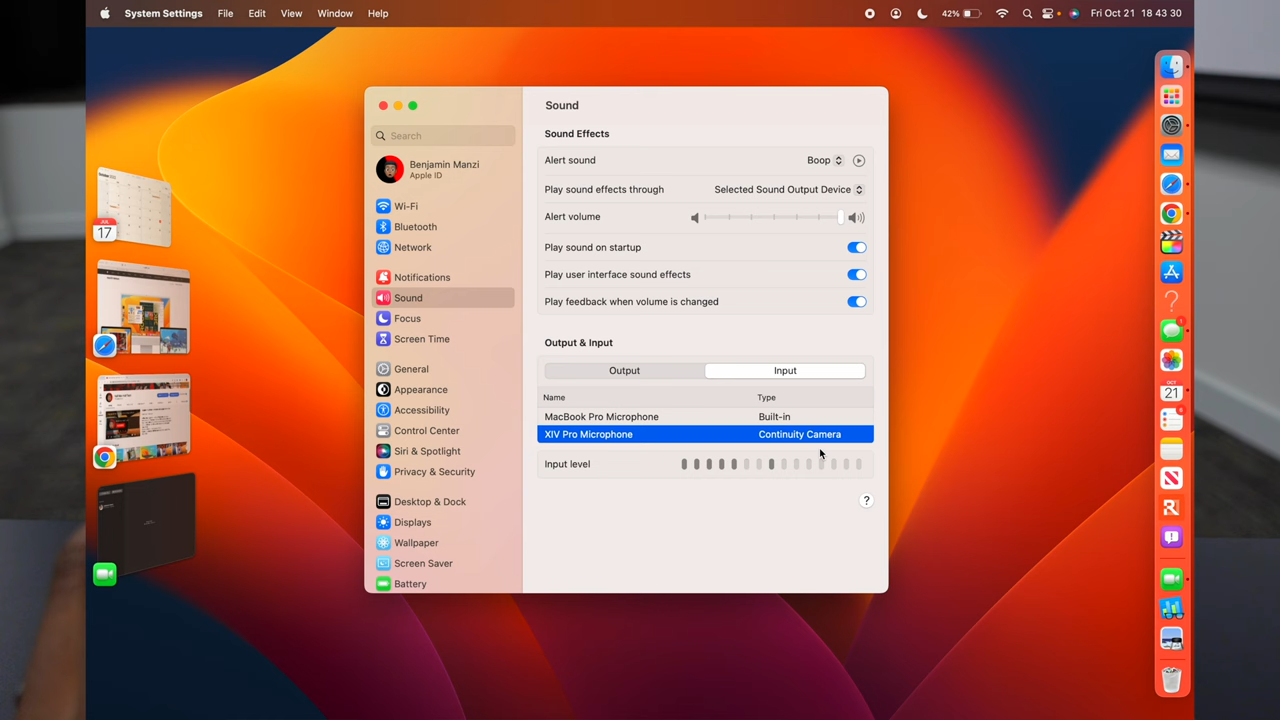 System Settings File Edit View Window Help 42% Fri Oct 21 18 43 30
Search
Benjamin Manzi
Apple ID
Wi-Fi
Bluetooth
Network
Notifications
Sound
Focus
Screen Time
General
Appearance
Accessibility
Control Center
Siri & Spotlight
Privacy & Security
Desktop & Dock
Displays
Wallpaper
Screen Saver
Battery
Sound
Sound Effects
Alert sound Boop
Play sound effects through Selected Sound Output Device
Alert volume
Play sound on startup
Play user interface sound effects
Play feedback when volume is changed
Output & Input
Output Input
Name Type
MacBook Pro Microphone Built-in
XIV Pro Microphone Continuity Camera
Input level
?
JUL
17
OCT
21